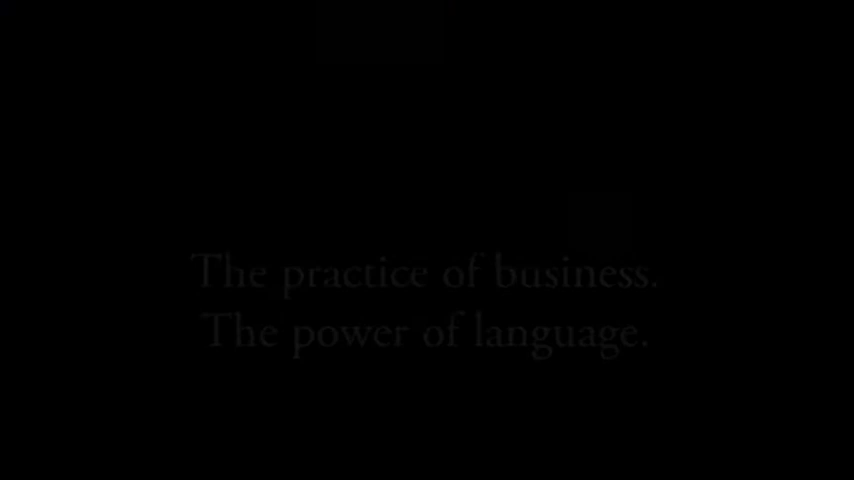 The practice of business.
The power of language.